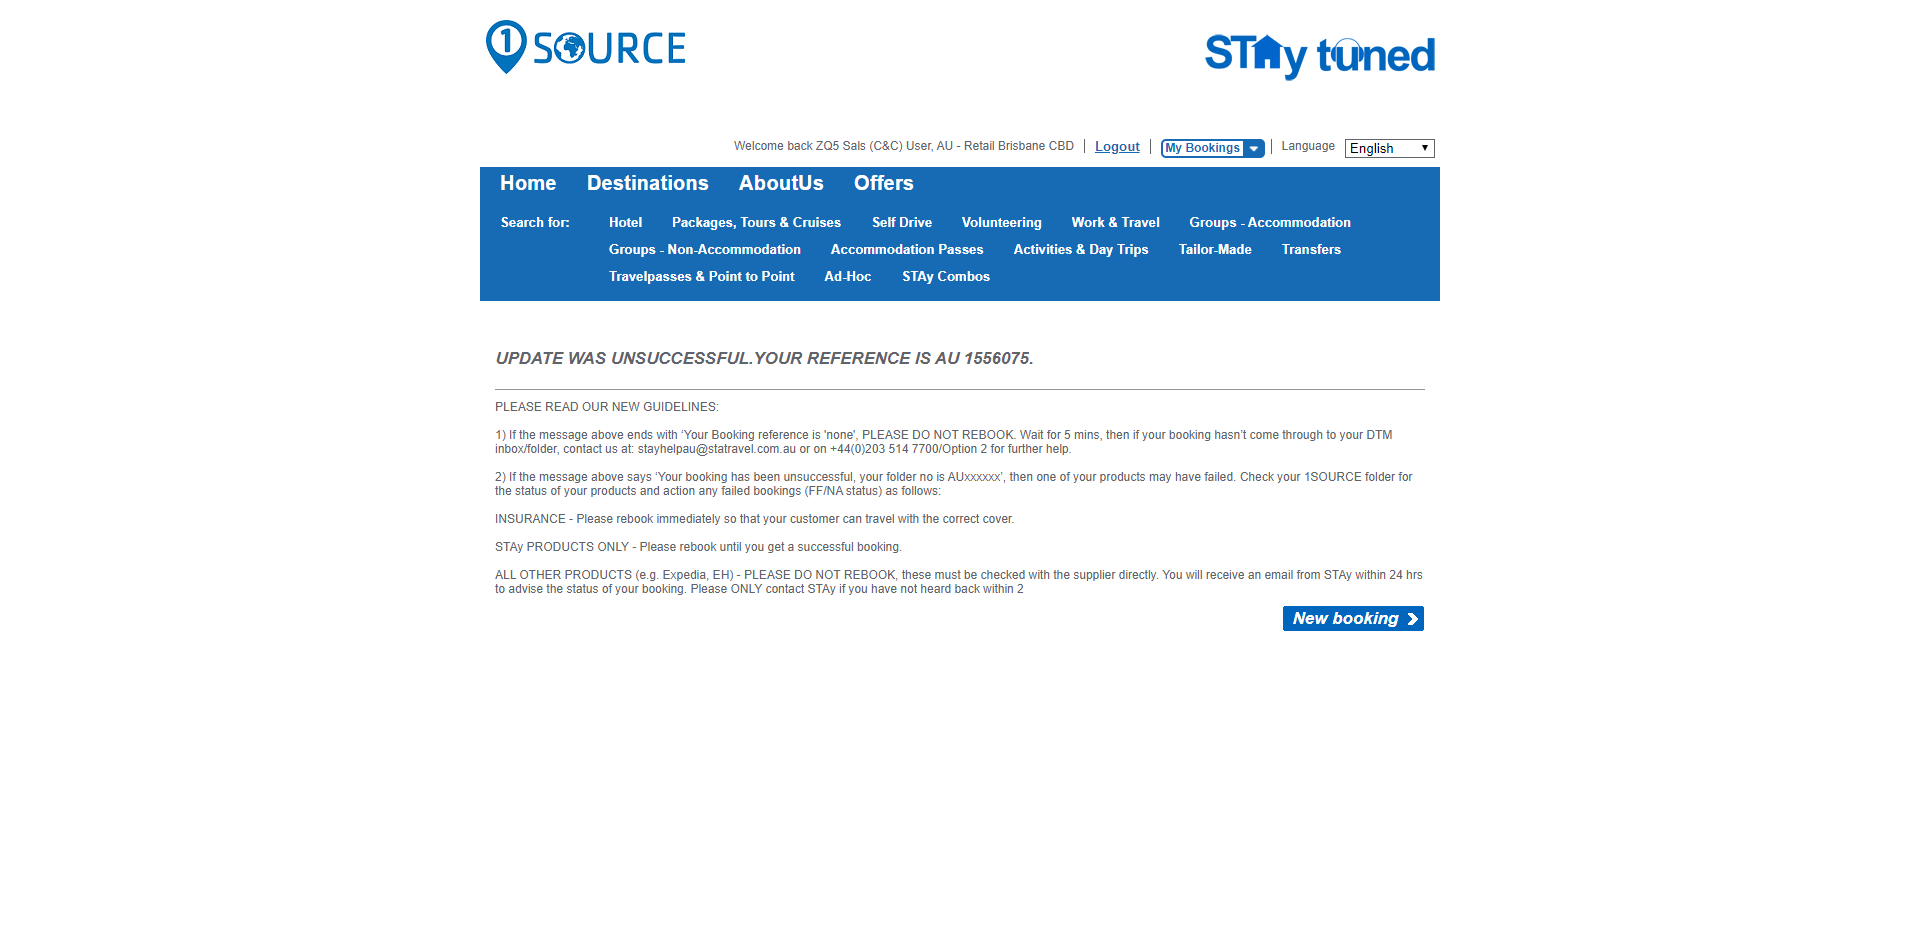 1 SOURCE
STAy tuned
Welcome back ZQ5 Sals (C&C) User, AU - Retail Brisbane CBD | Logout | My Bookings | Language English
Home Destinations AboutUs Offers
Search for: Hotel Packages, Tours & Cruises Self Drive Volunteering Work & Travel Groups - Accommodation
Groups - Non-Accommodation Accommodation Passes Activities & Day Trips Tailor-Made Transfers
Travelpasses & Point to Point Ad-Hoc STAy Combos
UPDATE WAS UNSUCCESSFUL.YOUR REFERENCE IS AU 1556075.
PLEASE READ OUR NEW GUIDELINES:
1) If the message above ends with ‘Your Booking reference is 'none', PLEASE DO NOT REBOOK. Wait for 5 mins, then if your booking hasn’t come through to your DTM
inbox/folder, contact us at: stayhelpau@statravel.com.au or on +44(0)203 514 7700/Option 2 for further help.
2) If the message above says ‘Your booking has been unsuccessful, your folder no is AUxxxxxx’, then one of your products may have failed. Check your 1SOURCE folder for
the status of your products and action any failed bookings (FF/NA status) as follows:
INSURANCE - Please rebook immediately so that your customer can travel with the correct cover.
STAy PRODUCTS ONLY - Please rebook until you get a successful booking.
ALL OTHER PRODUCTS (e.g. Expedia, EH) - PLEASE DO NOT REBOOK, these must be checked with the supplier directly. You will receive an email from STAy within 24 hrs
to advise the status of your booking. Please ONLY contact STAy if you have not heard back within 2
New booking